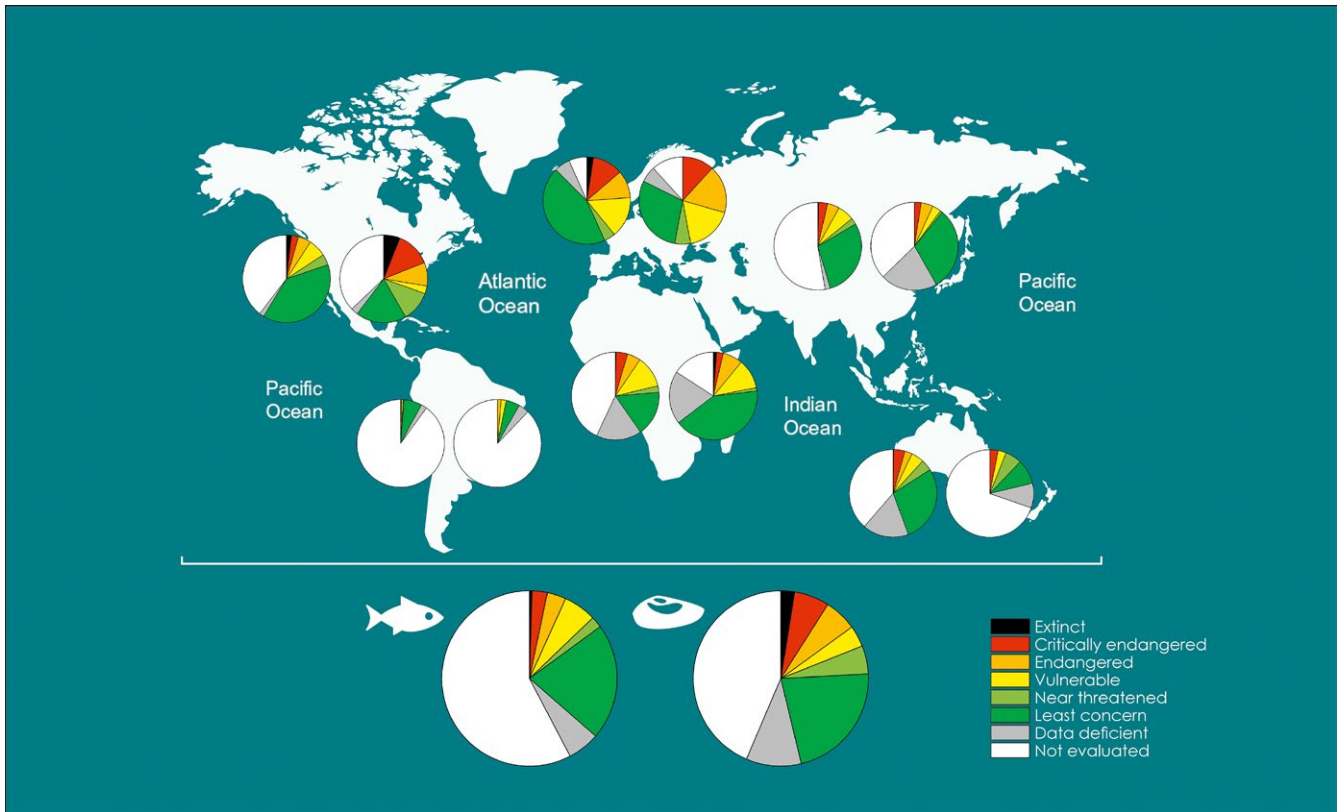 Atlantic
Ocean
Pacific
Ocean
Pacific
Ocean
Indian
Ocean
Extinct
Critically endangered
Endangered
Vulnerable
Near threatened
Least concern
Data deficient
Not evaluated